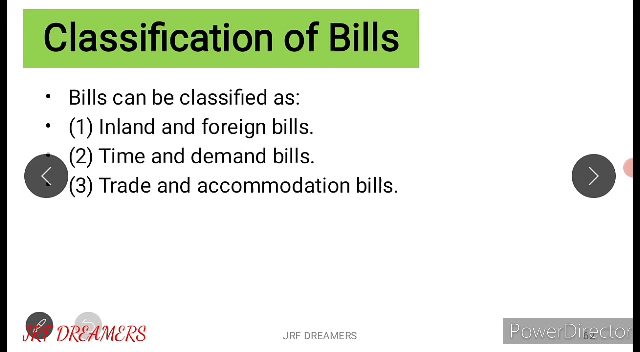 Classification of Bills
• Bills can be classified as:
• (1) Inland and foreign bills.
• (2) Time and demand bills.
• (3) Trade and accommodation bills.
JRF DREAMERS
JRF DREAMERS
PowerDirector